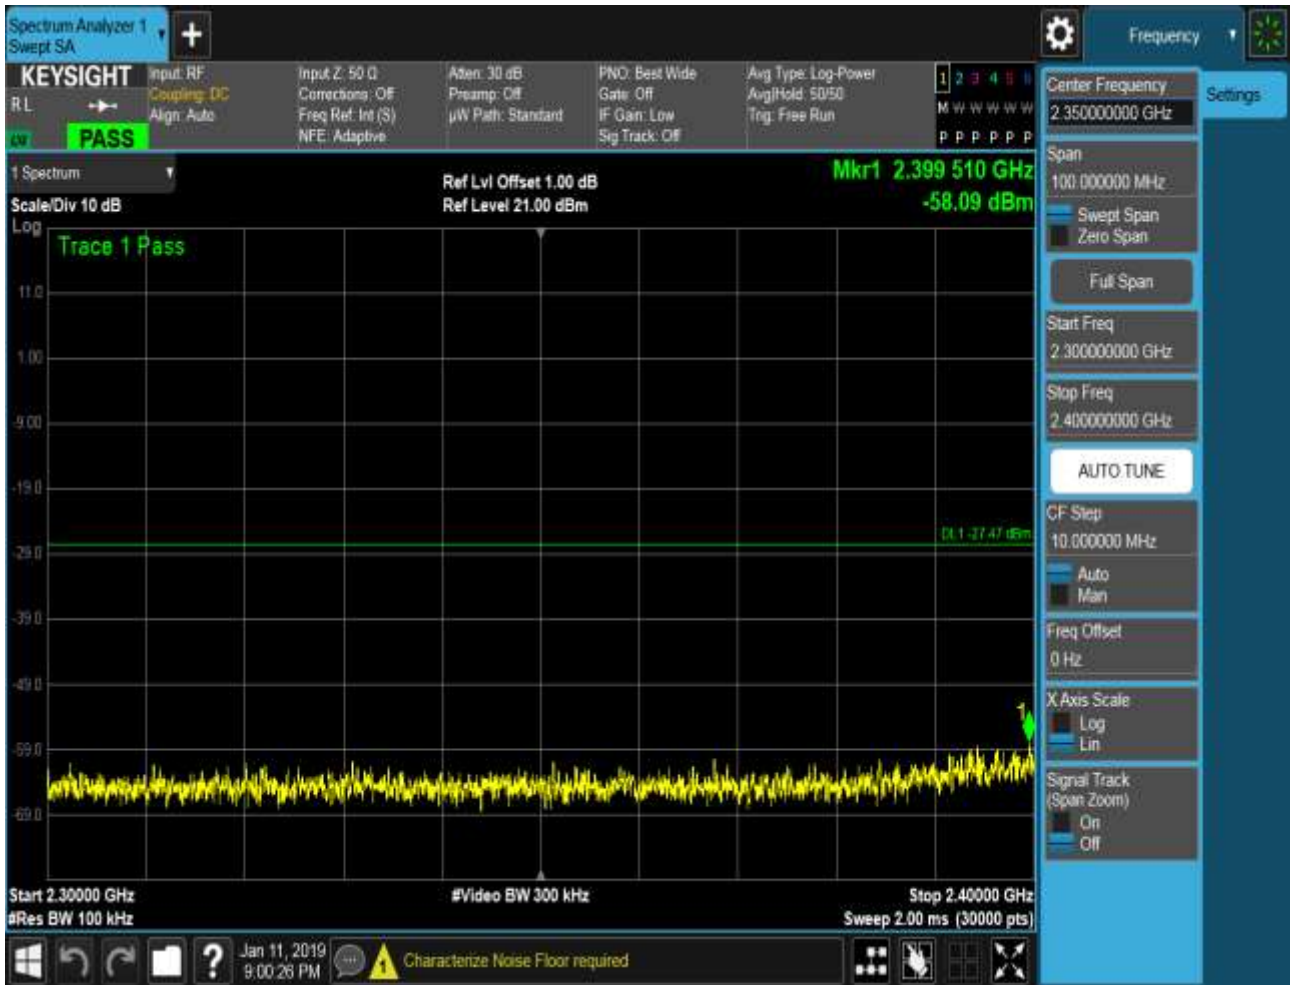 Spectrum Analyzer 1
Swept SA
+
Frequency
KEYSIGHT
Input: RF
Coupling: DC
Align: Auto
Input Z: 50 Ω
Corrections: Off
Freq Ref: Int (S)
NFE: Adaptive
Atten: 30 dB
Preamp: Off
µW Path: Standard
PNO: Best Wide
Gate: Off
IF Gain: Low
Sig Track: Off
Avg Type: Log-Power
Avg|Hold: 50/50
Trig: Free Run
1 2 3 4 5 6
M W W W W W
P P P P P P
R L
LW
PASS
Center Frequency
2.350000000 GHz
Settings
1 Spectrum
Ref Lvl Offset 1.00 dB
Mkr1 2.399 510 GHz
Scale/Div 10 dB
Ref Level 21.00 dBm
-58.09 dBm
Log
Trace 1 Pass
11.0
1.00
-9.00
-19.0
-29.0
-39.0
-49.0
-59.0
-69.0
DL1 -27.47 dBm
1
Span
100.000000 MHz
Swept Span
Zero Span
Full Span
Start Freq
2.300000000 GHz
Stop Freq
2.400000000 GHz
AUTO TUNE
CF Step
10.000000 MHz
Auto
Man
Freq Offset
0 Hz
X Axis Scale
Log
Lin
Signal Track
(Span Zoom)
On
Off
Start 2.30000 GHz
#Video BW 300 kHz
Stop 2.40000 GHz
#Res BW 100 kHz
Sweep 2.00 ms (30000 pts)
?
Jan 11, 2019
9:00:26 PM
1
Characterize Noise Floor required